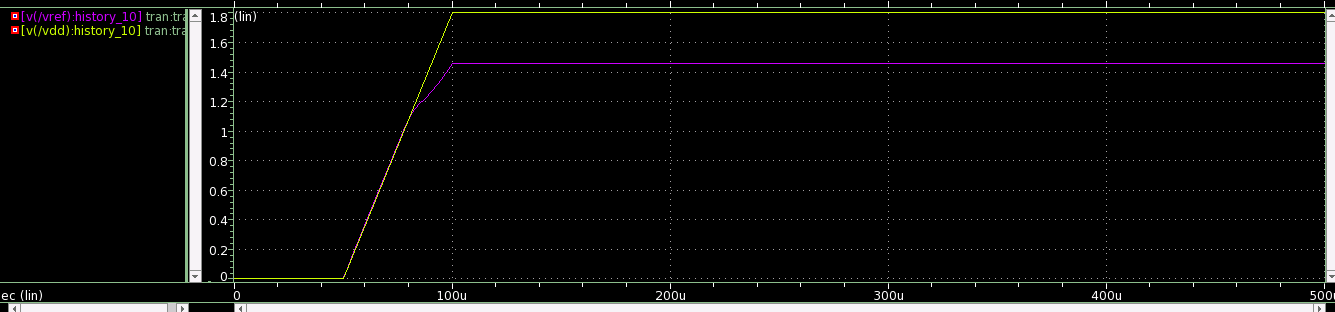 [v(/vref):history_10] tran:tra
[v(/vdd):history_10] tran:tra
(lin)
1.8
1.6
1.4
1.2
1
0.8
0.6
0.4
0.2
0
ec (lin)
0 100u 200u 300u 400u 500u